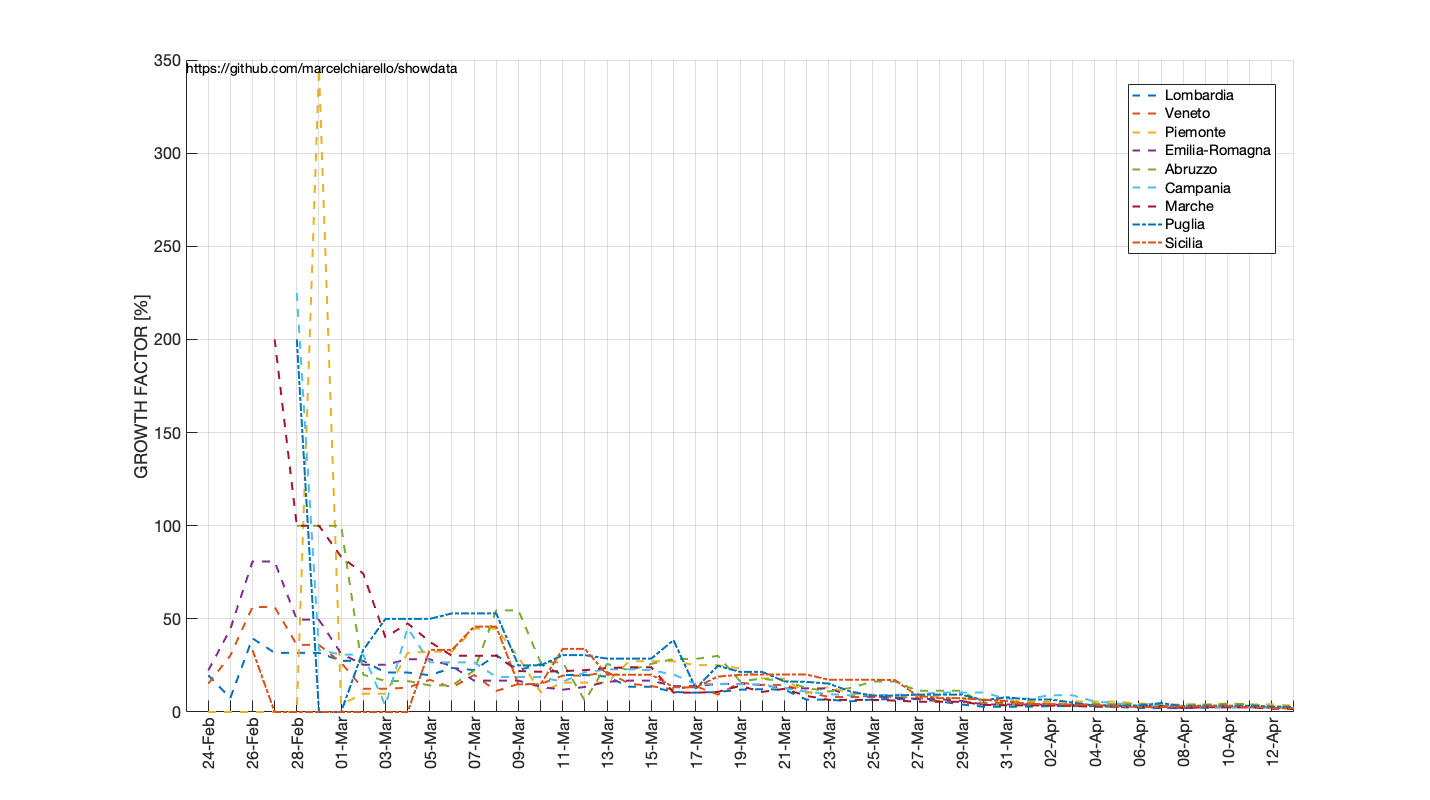 https://github.com/marcelchiarello/showdata
350
300
250
200
150
100
50
0
GROWTH FACTOR [%]
Lombardia
Veneto
Piemonte
Emilia-Romagna
Abruzzo
Campania
Marche
Puglia
Sicilia
24-Feb
26-Feb
28-Feb
01-Mar
03-Mar
05-Mar
07-Mar
09-Mar
11-Mar
13-Mar
15-Mar
17-Mar
19-Mar
21-Mar
23-Mar
25-Mar
27-Mar
29-Mar
31-Mar
02-Apr
04-Apr
06-Apr
08-Apr
10-Apr
12-Apr